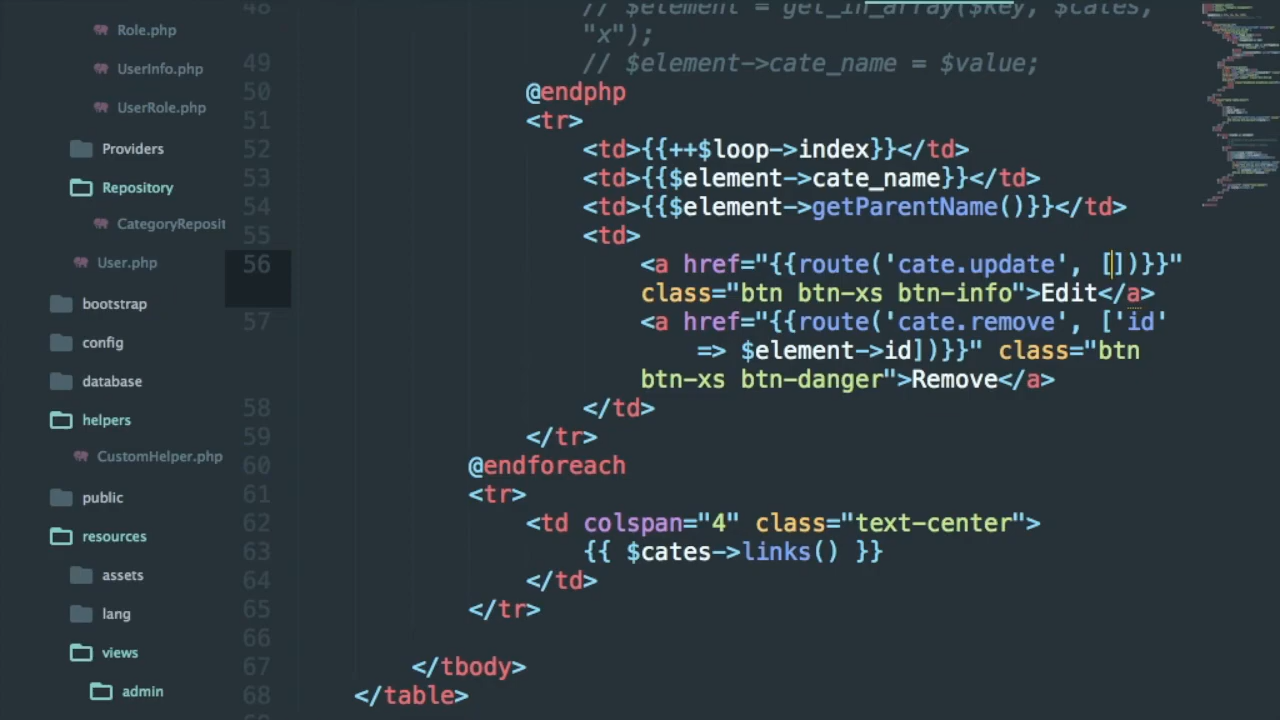 Role.php
UserInfo.php
UserRole.php
Providers
Repository
CategoryReposit
User.php
bootstrap
config
database
helpers
CustomHelper.php
public
resources
assets
lang
views
admin
48 // $element = get_in_array($key, $cates,
"x");
49 // $element->cate_name = $value;
50 @endphp
51 <tr>
52 <td>{{++$loop->index}}</td>
53 <td>{{$element->cate_name}}</td>
54 <td>{{$element->getParentName()}}</td>
55 <td>
56 <a href="{{route('cate.update', [])}}"
class="btn btn-xs btn-info">Edit</a>
57 <a href="{{route('cate.remove', ['id'
=> $element->id])}}" class="btn
btn-xs btn-danger">Remove</a>
58 </td>
59 </tr>
60 @endforeach
61 <tr>
62 <td colspan="4" class="text-center">
63 {{ $cates->links() }}
64 </td>
65 </tr>
66
67 </tbody>
68 </table>